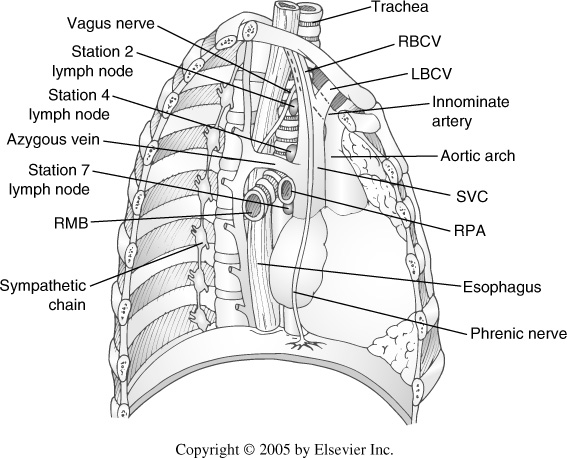 Trachea
Vagus nerve
RBCV
Station 2
lymph node
LBCV
Station 4
lymph node
Innominate
artery
Azygous vein
Aortic arch
Station 7
lymph node
SVC
RMB
RPA
Sympathetic
chain
Esophagus
Phrenic nerve
Copyright © 2005 by Elsevier Inc.